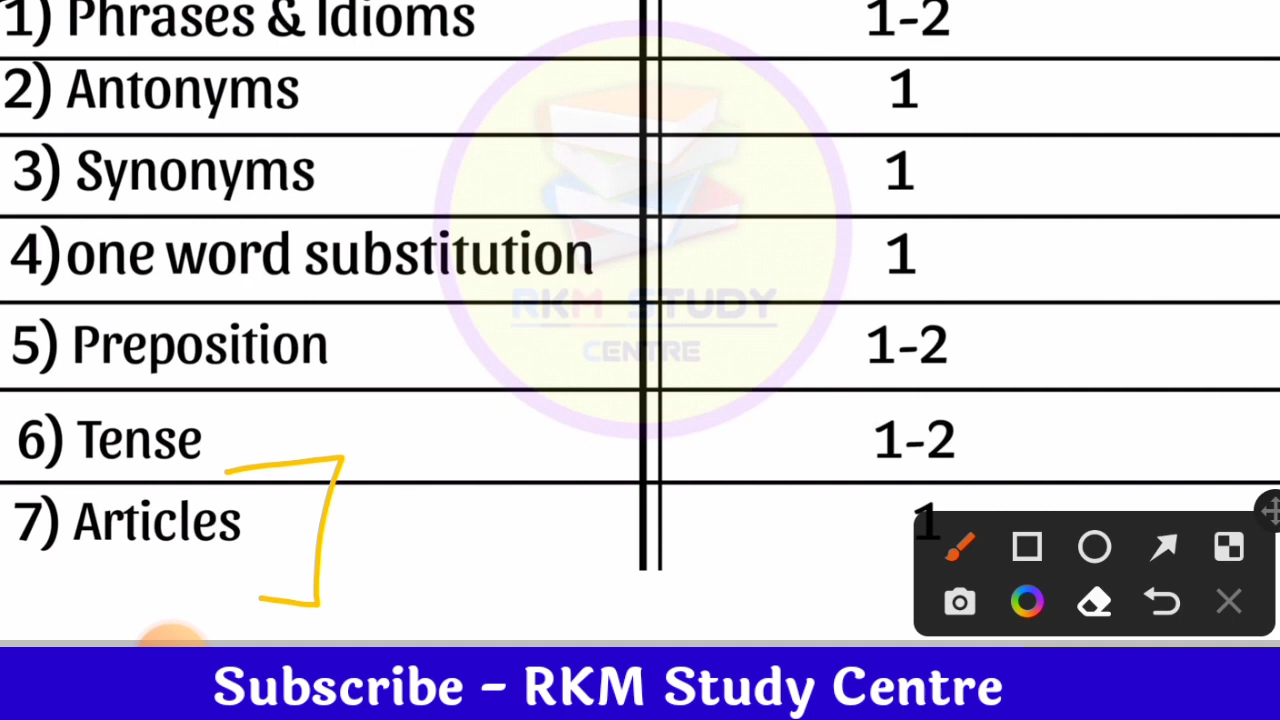 1) Phrases & Idioms 1-2
2) Antonyms 1
3) Synonyms 1
4) one word substitution 1
RKM STUDY
CENTRE
5) Preposition 1-2
6) Tense 1-2
7) Articles 1
Subscribe - RKM Study Centre